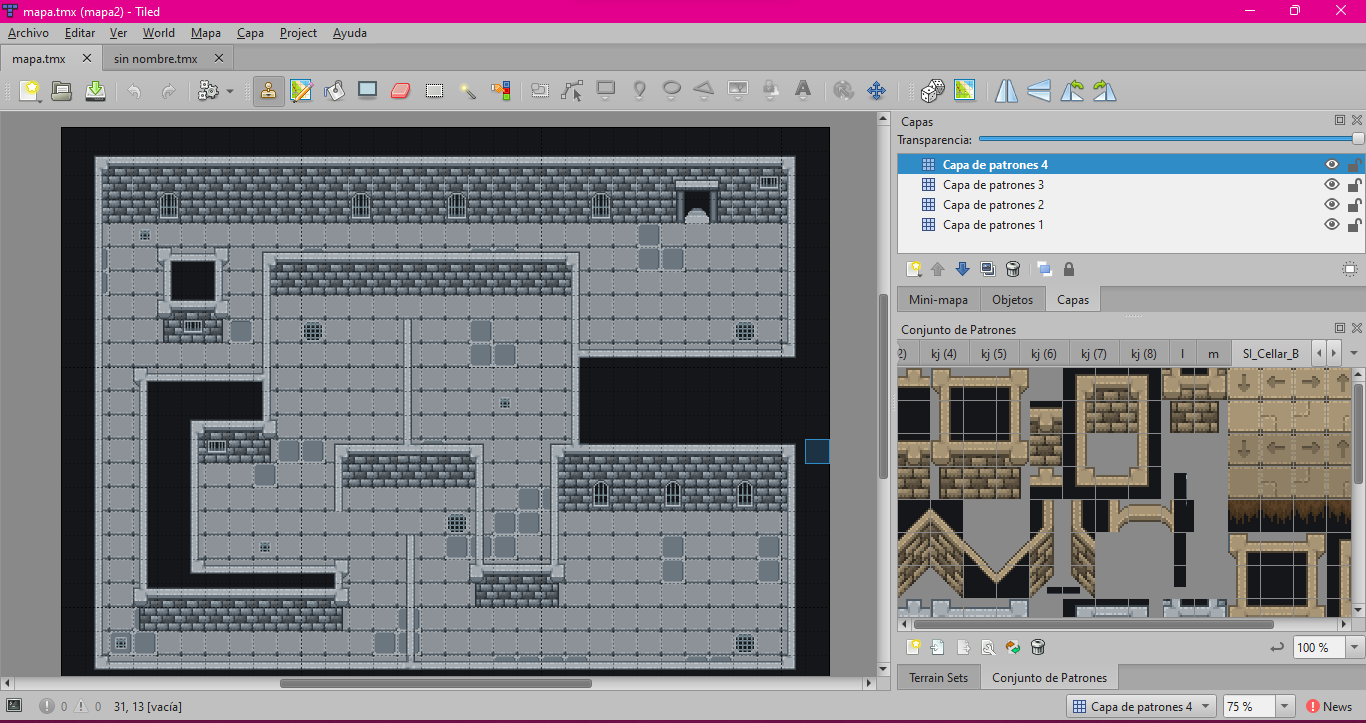 mapa.tmx (mapa2) - Tiled
Archivo Editar Ver World Mapa Capa Project Ayuda
mapa.tmx sin nombre.tmx
Capas
Transparencia:
Capa de patrones 4
Capa de patrones 3
Capa de patrones 2
Capa de patrones 1
Mini-mapa Objetos Capas
Conjunto de Patrones
2) kj (4) kj (5) kj (6) kj (7) kj (8) l m SI_Cellar_B
100 %
Terrain Sets Conjunto de Patrones
0 0 31, 13 [vacía] Capa de patrones 4 75 % News